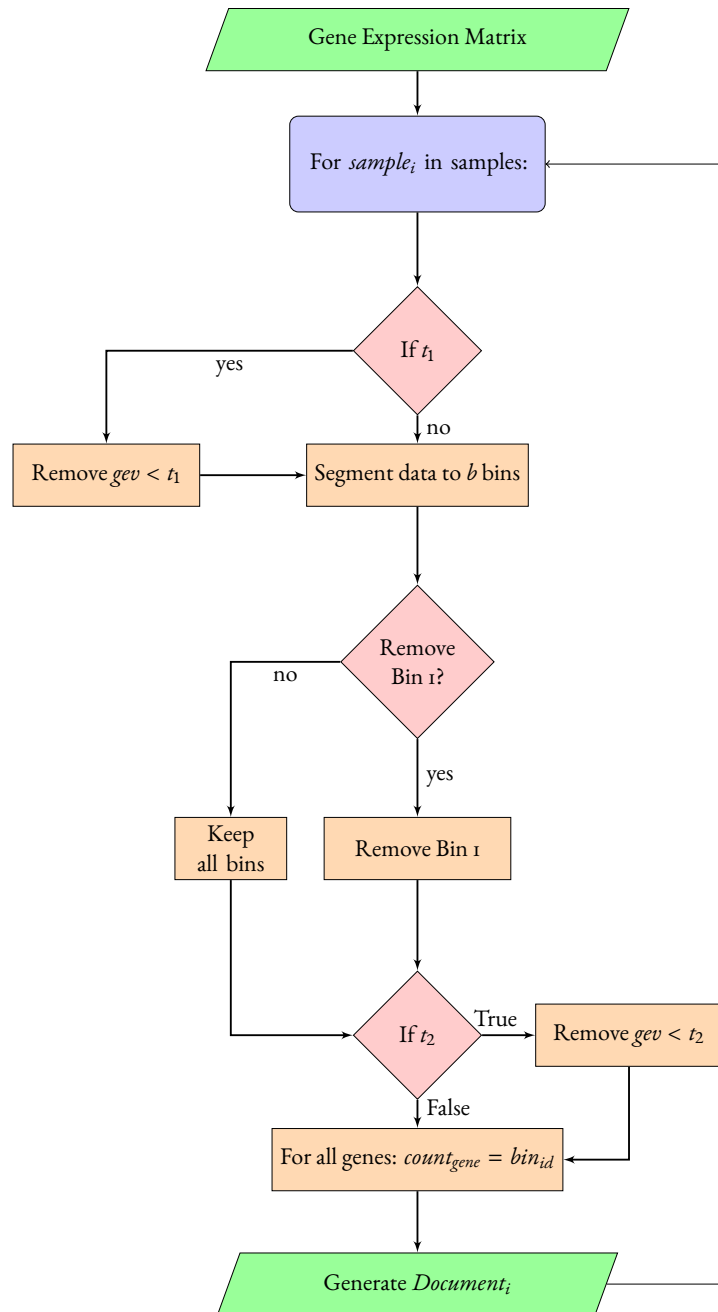 Gene Expression Matrix
For sample_i in samples:
If t_1
yes
no
Remove gev < t_1
Segment data to b bins
Remove
Bin 1?
no
yes
Keep
all bins
Remove Bin 1
If t_2
True
Remove gev < t_2
False
For all genes: count_gene = bin_id
Generate Document_i